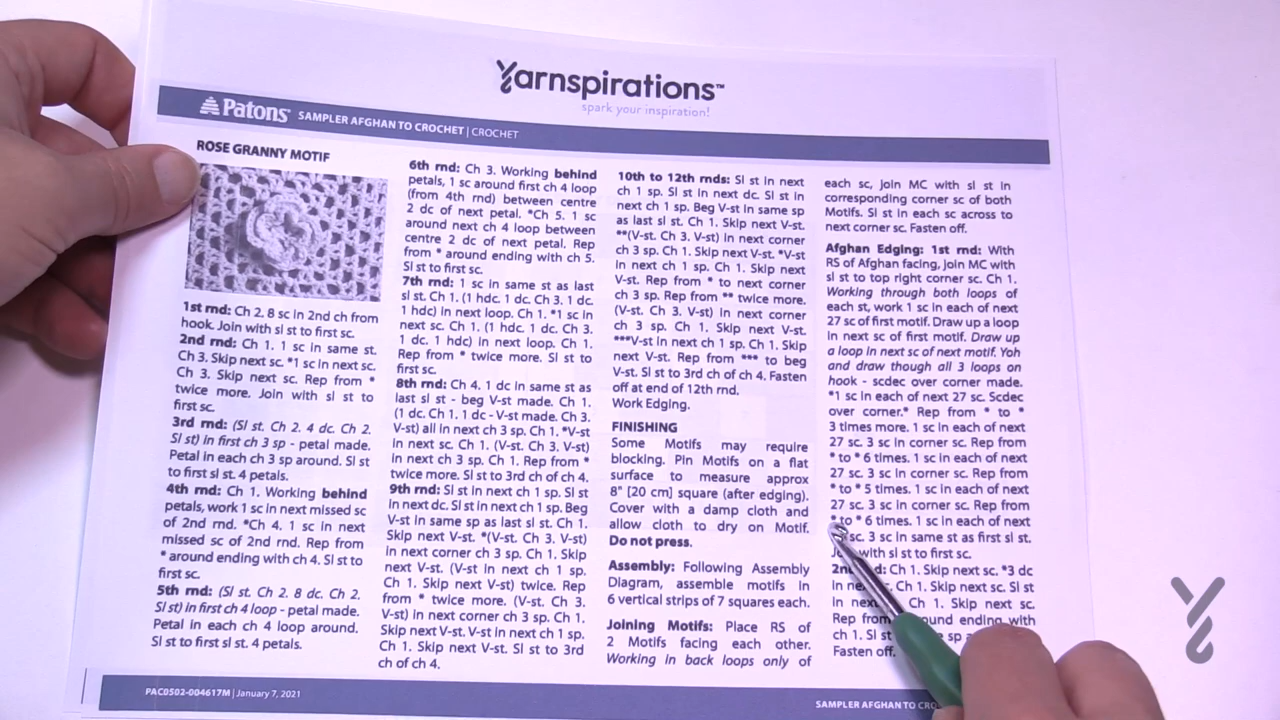 Yarnspirations™
spark your inspiration!
Patons® SAMPLER AFGHAN TO CROCHET | CROCHET
ROSE GRANNY MOTIF
1st rnd: Ch 2. 8 sc in 2nd ch from
hook. Join with sl st to first sc.
2nd rnd: Ch 1. 1 sc in same st.
Ch 3. Skip next sc. *1 sc in next sc.
Ch 3. Skip next sc. Rep from *
twice more. Join with sl st to
first sc.
3rd rnd: (Sl st. Ch 2. 4 dc. Ch 2.
Sl st) in first ch 3 sp - petal made.
Petal in each ch 3 sp around. Sl st
to first sl st. 4 petals.
4th rnd: Ch 1. Working behind
petals, work 1 sc in next missed sc
of 2nd rnd. *Ch 4. 1 sc in next
missed sc of 2nd rnd. Rep from
* around ending with ch 4. Sl st to
first sc.
5th rnd: (Sl st. Ch 2. 8 dc. Ch 2.
Sl st) in first ch 4 loop - petal made.
Petal in each ch 4 loop around.
Sl st to first sl st. 4 petals.
6th rnd: Ch 3. Working behind
petals, 1 sc around first ch 4 loop
(from 4th rnd) between centre
2 dc of next petal. *Ch 5. 1 sc
around next ch 4 loop between
centre 2 dc of next petal. Rep
from * around ending with ch 5.
Sl st to first sc.
7th rnd: 1 sc in same st as last
sl st. Ch 1. (1 hdc. 1 dc. Ch 3. 1 dc.
1 hdc) in next loop. Ch 1. *1 sc in
next sc. Ch 1. (1 hdc. 1 dc. Ch 3.
1 dc. 1 hdc) in next loop. Ch 1.
Rep from * twice more. Sl st to
first sc.
8th rnd: Ch 4. 1 dc in same st as
last sl st - beg V-st made. Ch 1.
(1 dc. Ch 1. 1 dc - V-st made. Ch 3.
V-st) all in next ch 3 sp. Ch 1. *V-st
in next sc. Ch 1. (V-st. Ch 3. V-st)
in next ch 3 sp. Ch 1. Rep from *
twice more. Sl st to 3rd ch of ch 4.
9th rnd: Sl st in next ch 1 sp. Sl st
in next dc. Sl st in next ch 1 sp. Beg
V-st in same sp as last sl st. Ch 1.
Skip next V-st. *(V-st. Ch 3. V-st)
in next corner ch 3 sp. Ch 1. Skip
next V-st. (V-st in next ch 1 sp.
Ch 1. Skip next V-st) twice. Rep
from * twice more. (V-st. Ch 3.
V-st) in next corner ch 3 sp. Ch 1.
Skip next V-st. V-st in next ch 1 sp.
Ch 1. Skip next V-st. Sl st to 3rd
ch of ch 4.
10th to 12th rnds: Sl st in next
ch 1 sp. Sl st in next dc. Sl st in
next ch 1 sp. Beg V-st in same sp
as last sl st. Ch 1. Skip next V-st.
**(V-st. Ch 3. V-st) in next corner
ch 3 sp. Ch 1. Skip next V-st. *V-st
in next ch 1 sp. Ch 1. Skip next
V-st. Rep from * to next corner
ch 3 sp. Rep from ** twice more.
(V-st. Ch 3. V-st) in next corner
ch 3 sp. Ch 1. Skip next V-st.
***V-st in next ch 1 sp. Ch 1. Skip
next V-st. Rep from *** to beg
V-st. Sl st to 3rd ch of ch 4. Fasten
off at end of 12th rnd.
Work Edging.
FINISHING
Some Motifs may require
blocking. Pin Motifs on a flat
surface to measure approx
8" [20 cm] square (after edging).
Cover with a damp cloth and
allow cloth to dry on Motif.
Do not press.
Assembly: Following Assembly
Diagram, assemble motifs in
6 vertical strips of 7 squares each.
Joining Motifs: Place RS of
2 Motifs facing each other.
Working in back loops only of
each sc, join MC with sl st in
corresponding corner sc of both
Motifs. Sl st in each sc across to
next corner sc. Fasten off.
Afghan Edging: 1st rnd: With
RS of Afghan facing, join MC with
sl st to top right corner sc. Ch 1.
Working through both loops of
each st, work 1 sc in each of next
27 sc of first motif. Draw up a loop
in next sc of first motif. Draw up
a loop in next sc of next motif. Yoh
and draw though all 3 loops on
hook - scdec over corner made.
*1 sc in each of next 27 sc. Scdec
over corner.* Rep from * to *
3 times more. 1 sc in each of next
27 sc. 3 sc in corner sc. Rep from
* to * 6 times. 1 sc in each of next
27 sc. 3 sc in corner sc. Rep from
* to * 5 times. 1 sc in each of next
27 sc. 3 sc in corner sc. Rep from
* to * 6 times. 1 sc in each of next
sc. 3 sc in same st as first sl st.
with sl st to first sc.
Ch 1. Skip next sc. *3 dc
in Ch 1. Skip next sc. Sl st
in Ch 1. Skip next sc.
Rep ending with
ch 1. Sl st sp
Fasten off.
PAC0502-004617M | January 7, 2021
SAMPLER AFGHAN TO